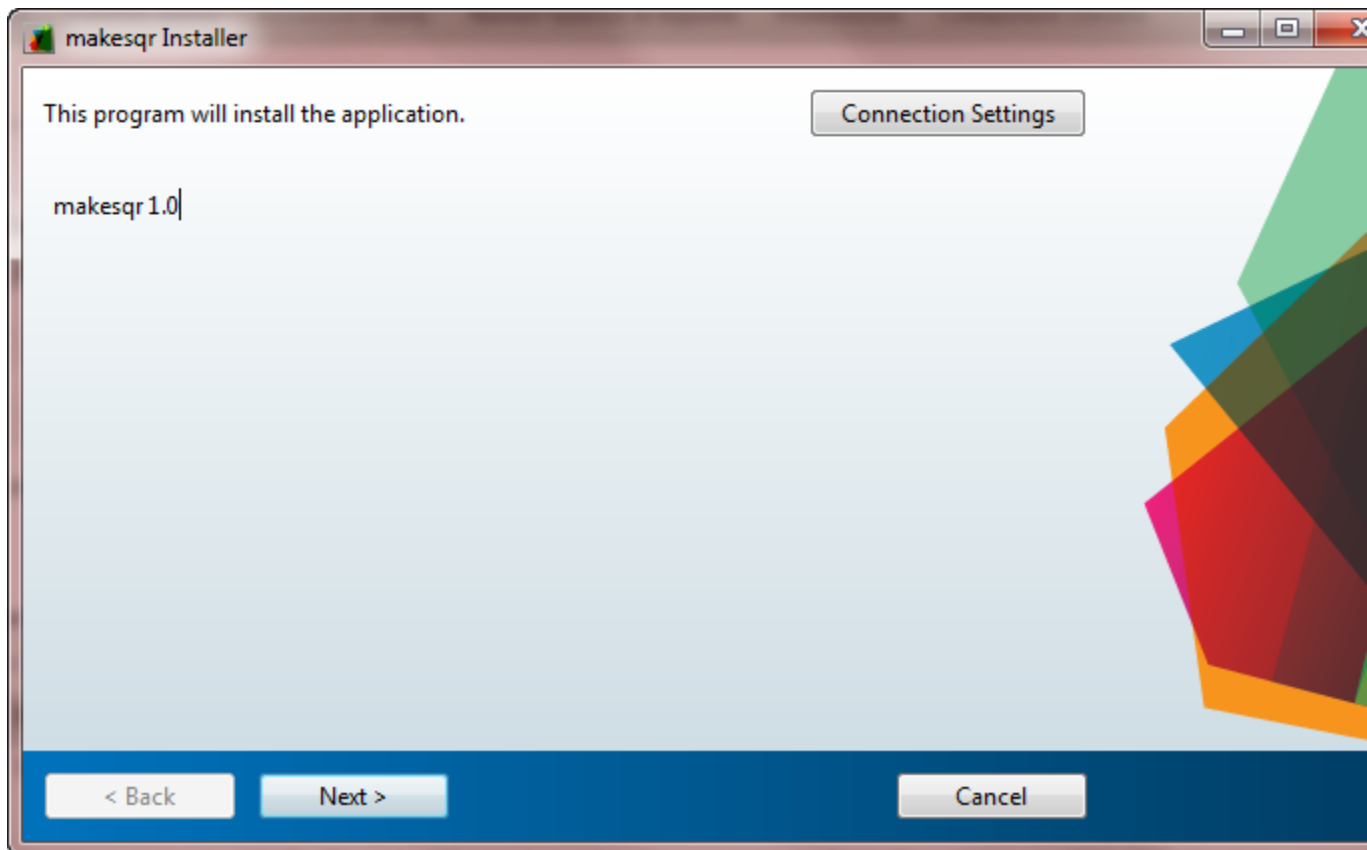 makesqr Installer
This program will install the application.
Connection Settings
makesqr 1.0
< Back
Next >
Cancel